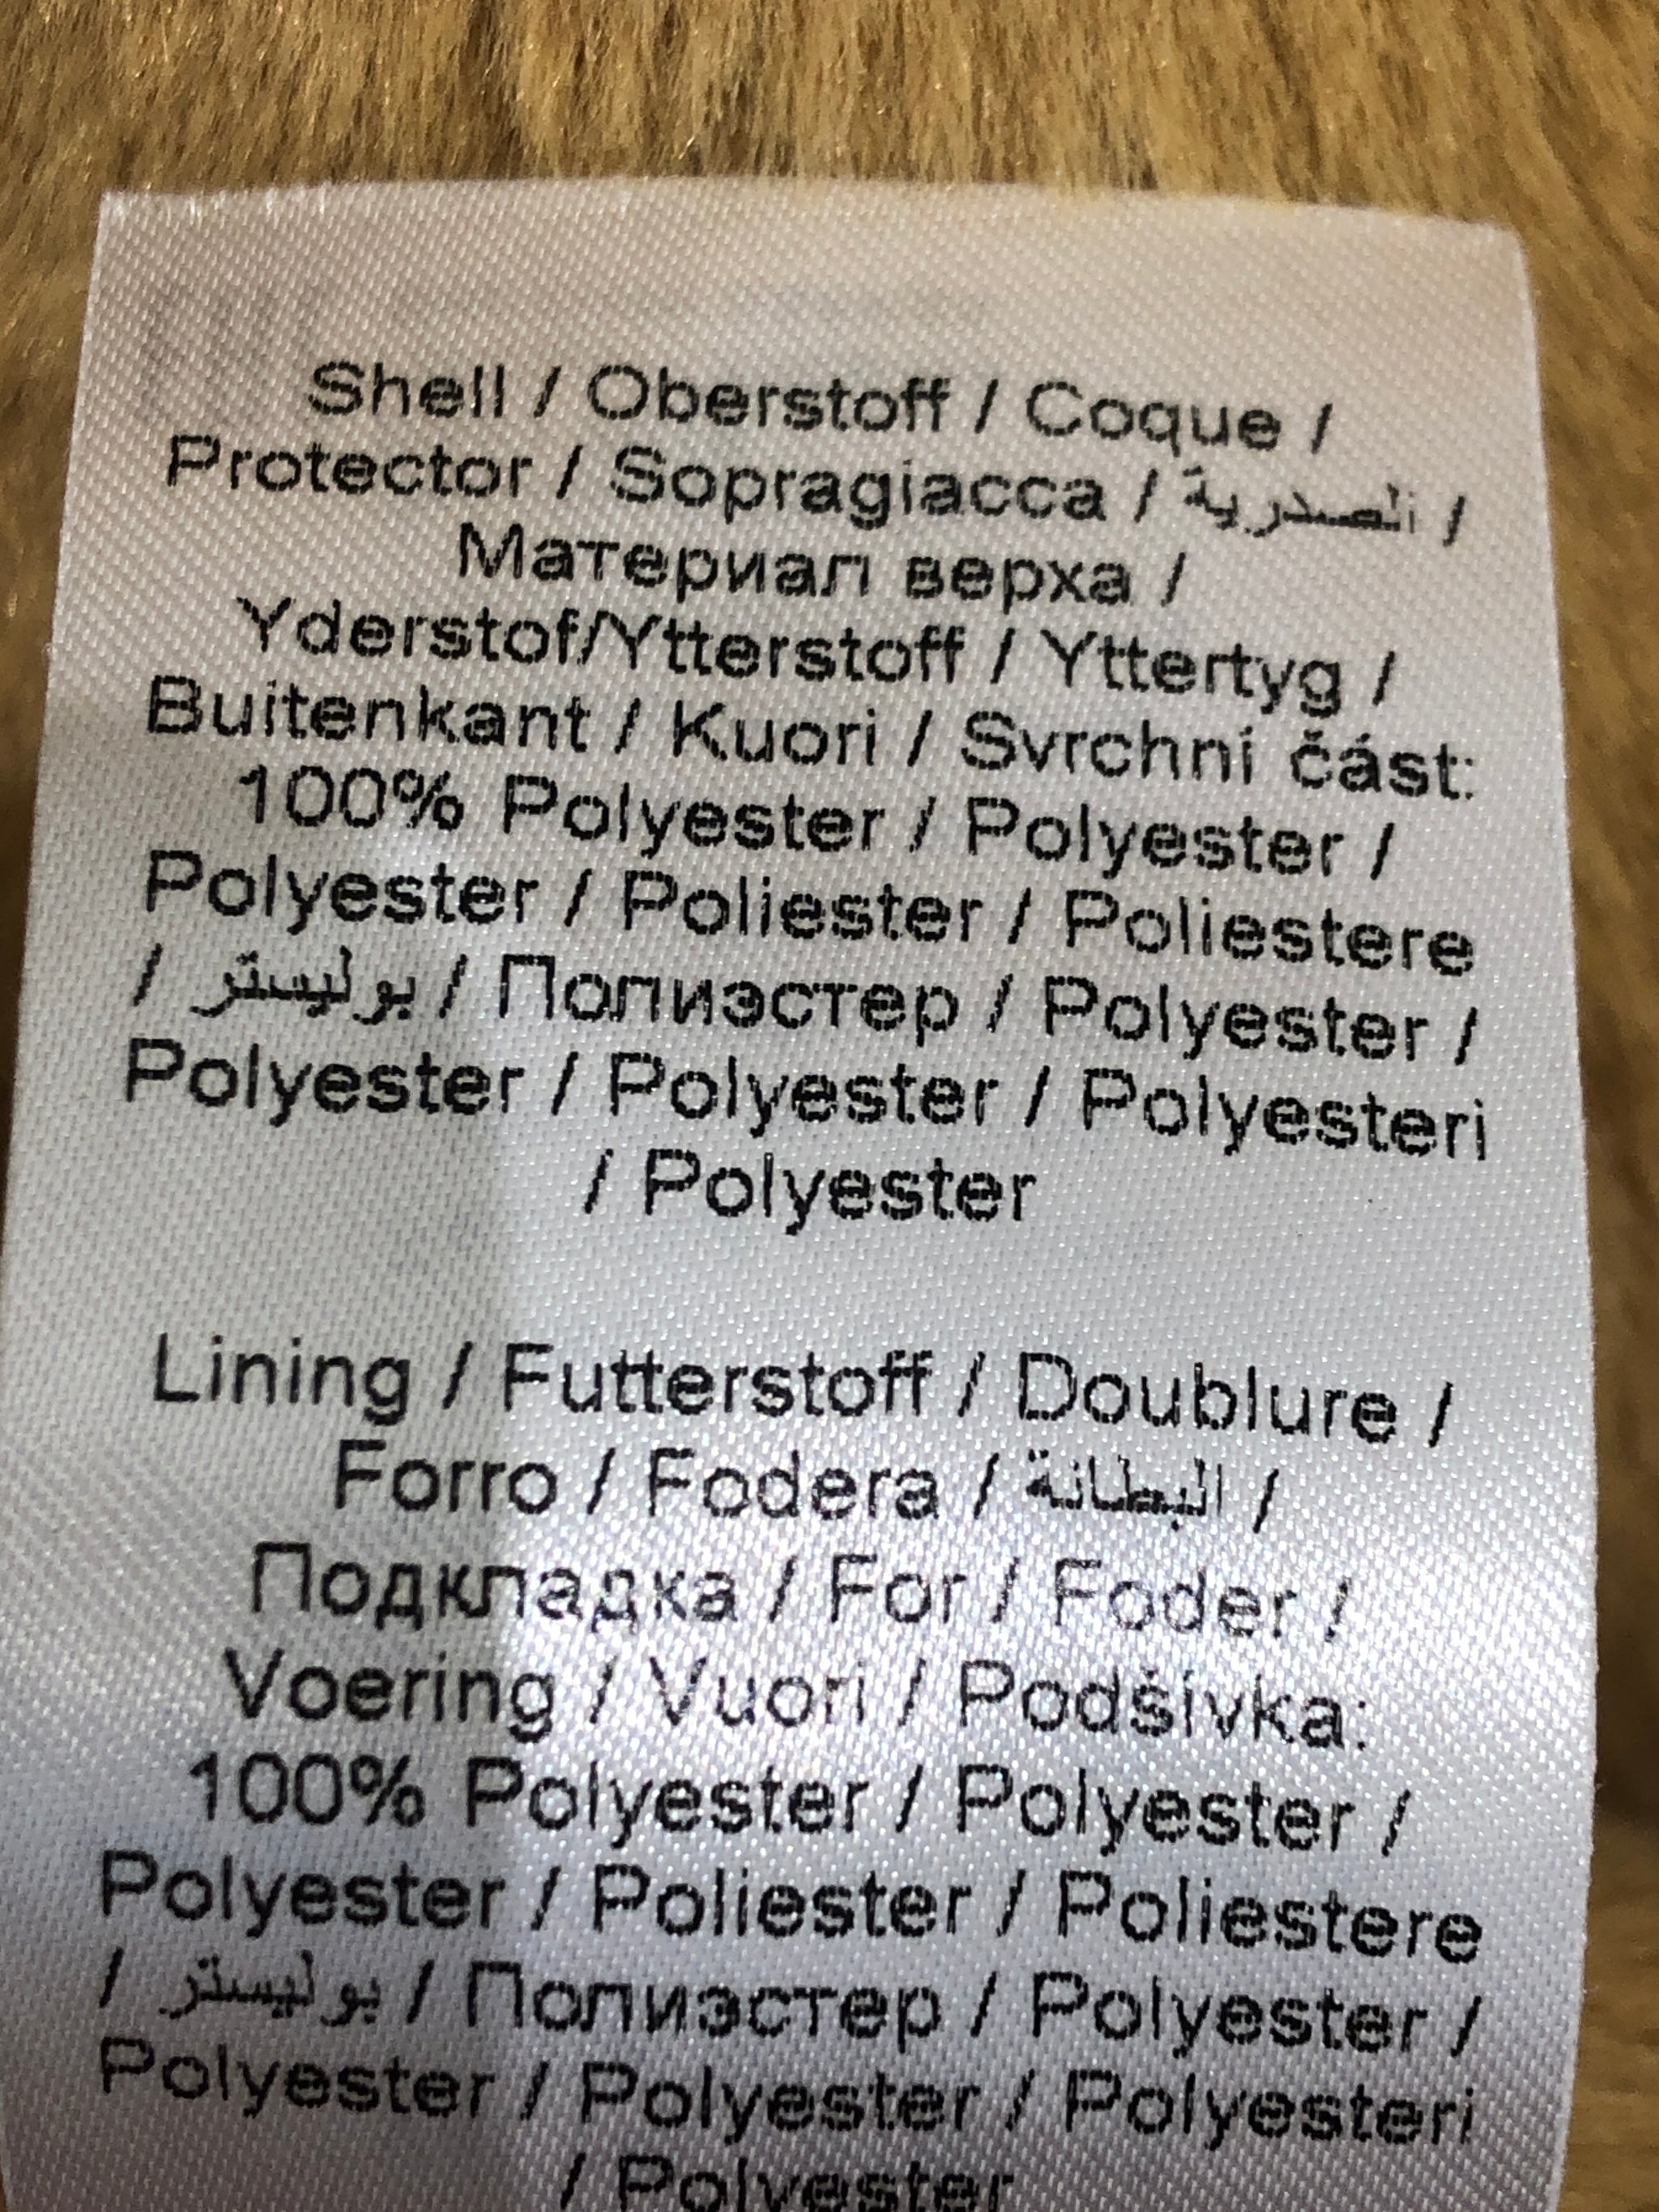 Shell / Oberstoff / Coque /
Protector / Sopragiacca / الصدرية /
Материал верха /
Yderstof/Ytterstoff / Yttertyg /
Buitenkant / Kuori / Svrchní část:
100% Polyester / Polyester /
Polyester / Poliester / Poliestere
/ بوليستر / Полиэстер / Polyester /
Polyester / Polyester / Polyesteri
/ Polyester
Lining / Futterstoff / Doublure /
Forro / Fodera / البطانة /
Подкладка / For / Foder /
Voering / Vuori / Podšívka:
100% Polyester / Polyester /
Polyester / Poliester / Poliestere
/ بوليستر / Полиэстер / Polyester /
Polyester / Polyester / Polyesteri
/ Polyester